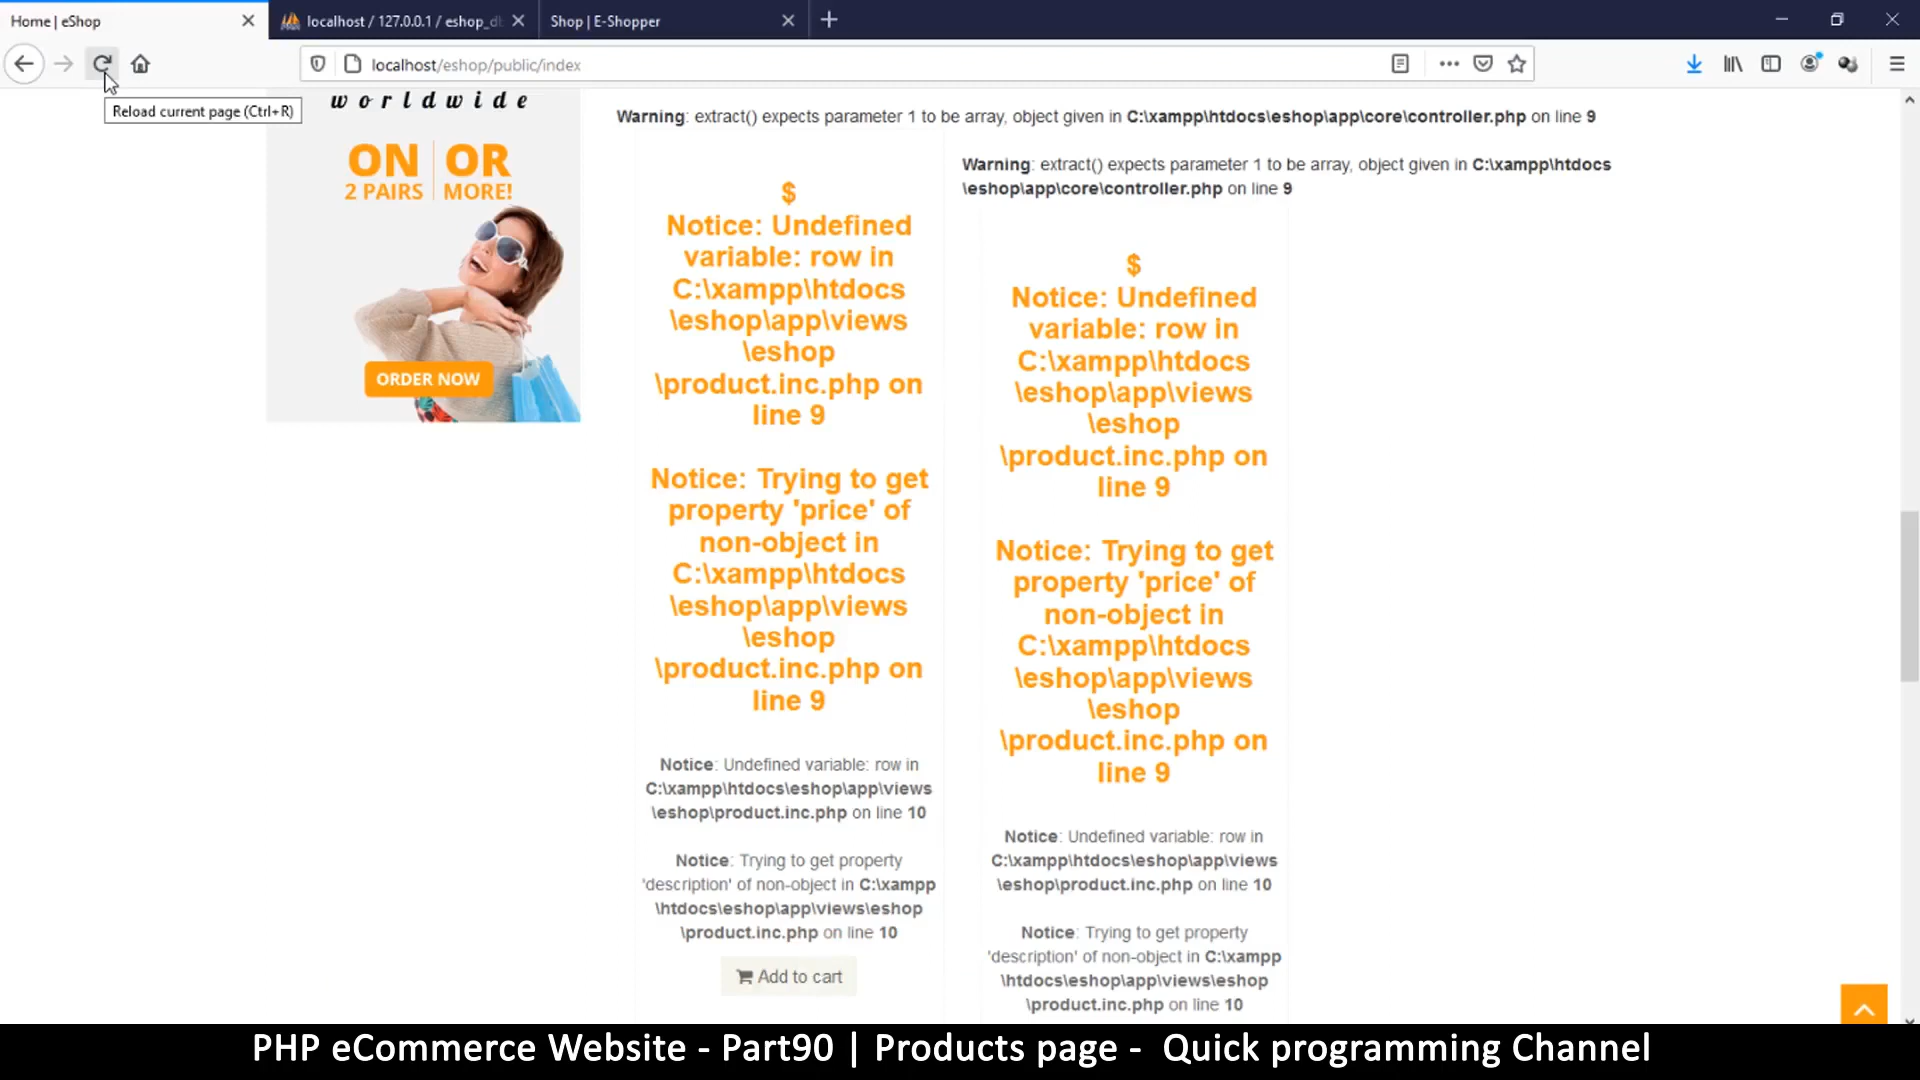 Home | eShop
localhost / 127.0.0.1 / eshop_d
Shop | E-Shopper
localhost/eshop/public/index
Reload current page (Ctrl+R)
worldwide
ON OR
2 PAIRS MORE!
ORDER NOW
Warning: extract() expects parameter 1 to be array, object given in C:\xampp\htdocs\eshop\app\core\controller.php on line 9
$
Notice: Undefined
variable: row in
C:\xampp\htdocs
\eshop\app\views
\eshop
\product.inc.php on
line 9
Notice: Trying to get
property 'price' of
non-object in
C:\xampp\htdocs
\eshop\app\views
\eshop
\product.inc.php on
line 9
Notice: Undefined variable: row in
C:\xampp\htdocs\eshop\app\views
\eshop\product.inc.php on line 10
Notice: Trying to get property
'description' of non-object in C:\xampp
\htdocs\eshop\app\views\eshop
\product.inc.php on line 10
Add to cart
Warning: extract() expects parameter 1 to be array, object given in C:\xampp\htdocs
\eshop\app\core\controller.php on line 9
$
Notice: Undefined
variable: row in
C:\xampp\htdocs
\eshop\app\views
\eshop
\product.inc.php on
line 9
Notice: Trying to get
property 'price' of
non-object in
C:\xampp\htdocs
\eshop\app\views
\eshop
\product.inc.php on
line 9
Notice: Undefined variable: row in
C:\xampp\htdocs\eshop\app\views
\eshop\product.inc.php on line 10
Notice: Trying to get property
'description' of non-object in C:\xampp
\htdocs\eshop\app\views\eshop
\product.inc.php on line 10
PHP eCommerce Website - Part90 | Products page - Quick programming Channel